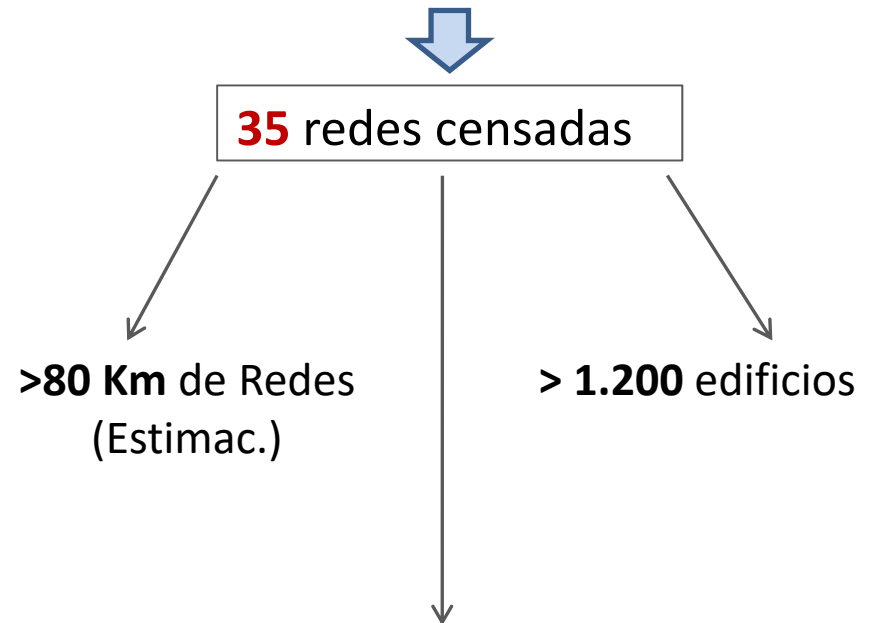 35 redes censadas
>80 Km de Redes
(Estimac.)
> 1.200 edificios